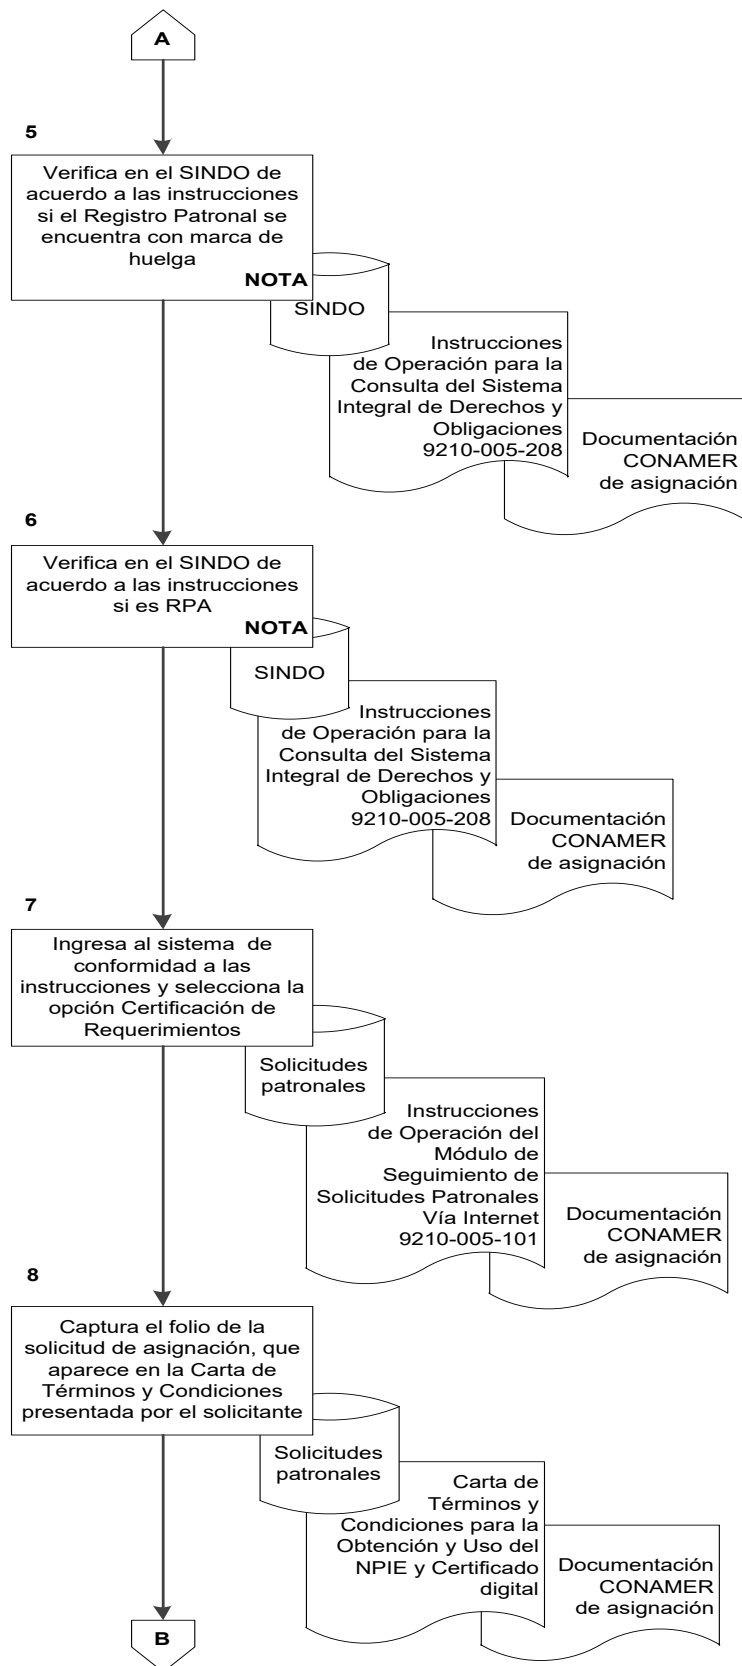 A
5
Verifica en el SINDO de
acuerdo a las instrucciones
si el Registro Patronal se
encuentra con marca de
huelga
NOTA
SINDO
Instrucciones
de Operación para la
Consulta del Sistema
Integral de Derechos y
Obligaciones
9210-005-208
Documentación
CONAMER
de asignación
6
Verifica en el SINDO de
acuerdo a las instrucciones
si es RPA
NOTA
SINDO
Instrucciones
de Operación para la
Consulta del Sistema
Integral de Derechos y
Obligaciones
9210-005-208
Documentación
CONAMER
de asignación
7
Ingresa al sistema de
conformidad a las
instrucciones y selecciona la
opción Certificación de
Requerimientos
Solicitudes
patronales
Instrucciones
de Operación del
Módulo de
Seguimiento de
Solicitudes Patronales
Vía Internet
9210-005-101
Documentación
CONAMER
de asignación
8
Captura el folio de la
solicitud de asignación, que
aparece en la Carta de
Términos y Condiciones
presentada por el solicitante
Solicitudes
patronales
Carta de
Términos y
Condiciones para la
Obtención y Uso del
NPIE y Certificado
digital
Documentación
CONAMER
de asignación
B